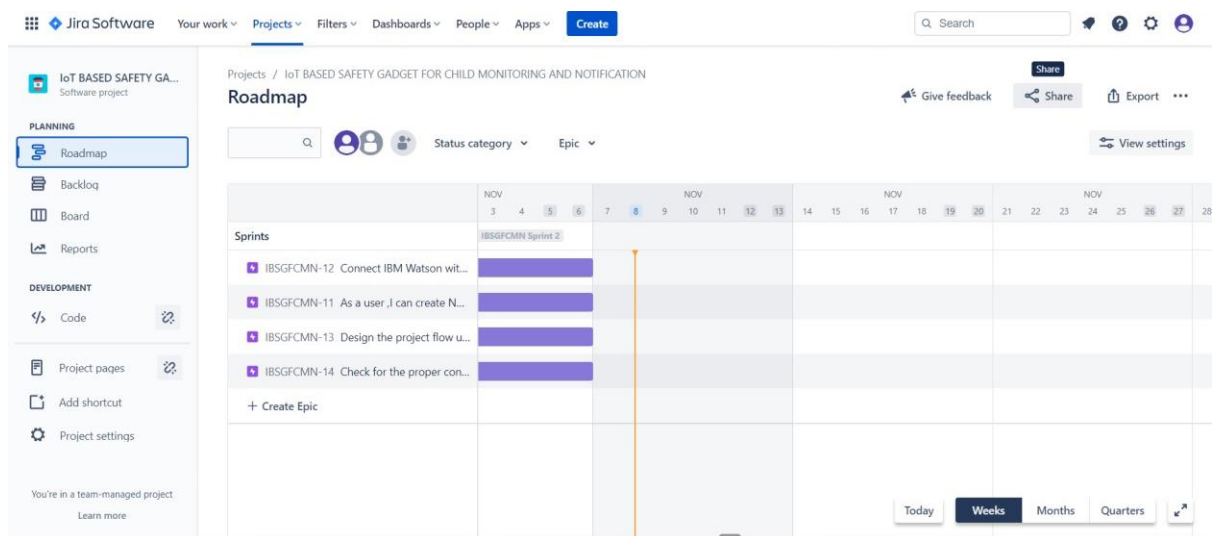 Jira Software Your work Projects Filters Dashboards People Apps Create Search
IoT BASED SAFETY GA...
Software project
PLANNING
Roadmap
Backlog
Board
Reports
DEVELOPMENT
Code
Project pages
Add shortcut
Project settings
You're in a team-managed project
Learn more
Projects / IoT BASED SAFETY GADGET FOR CHILD MONITORING AND NOTIFICATION
Share
Roadmap
Give feedback Share Export
Status category Epic View settings
NOV NOV NOV NOV
3 4 5 6 7 8 9 10 11 12 13 14 15 16 17 18 19 20 21 22 23 24 25 26 27 28
Sprints IBSGFCMN Sprint 2
IBSGFCMN-12 Connect IBM Watson wit...
IBSGFCMN-11 As a user ,I can create N...
IBSGFCMN-13 Design the project flow u...
IBSGFCMN-14 Check for the proper con...
+ Create Epic
Today Weeks Months Quarters